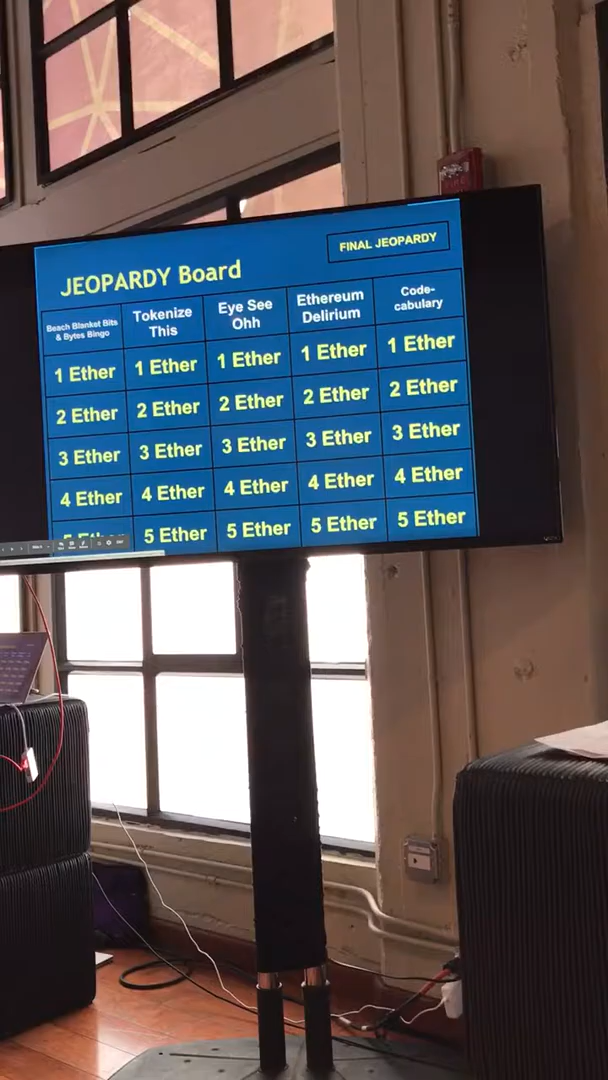 FINAL JEOPARDY
JEOPARDY Board
Beach Blanket Bits
& Bytes Bingo
Tokenize
This
Eye See
Ohh
Ethereum
Delirium
Code-
cabulary
1 Ether 1 Ether 1 Ether 1 Ether 1 Ether
2 Ether 2 Ether 2 Ether 2 Ether 2 Ether
3 Ether 3 Ether 3 Ether 3 Ether 3 Ether
4 Ether 4 Ether 4 Ether 4 Ether 4 Ether
5 Ether 5 Ether 5 Ether 5 Ether 5 Ether